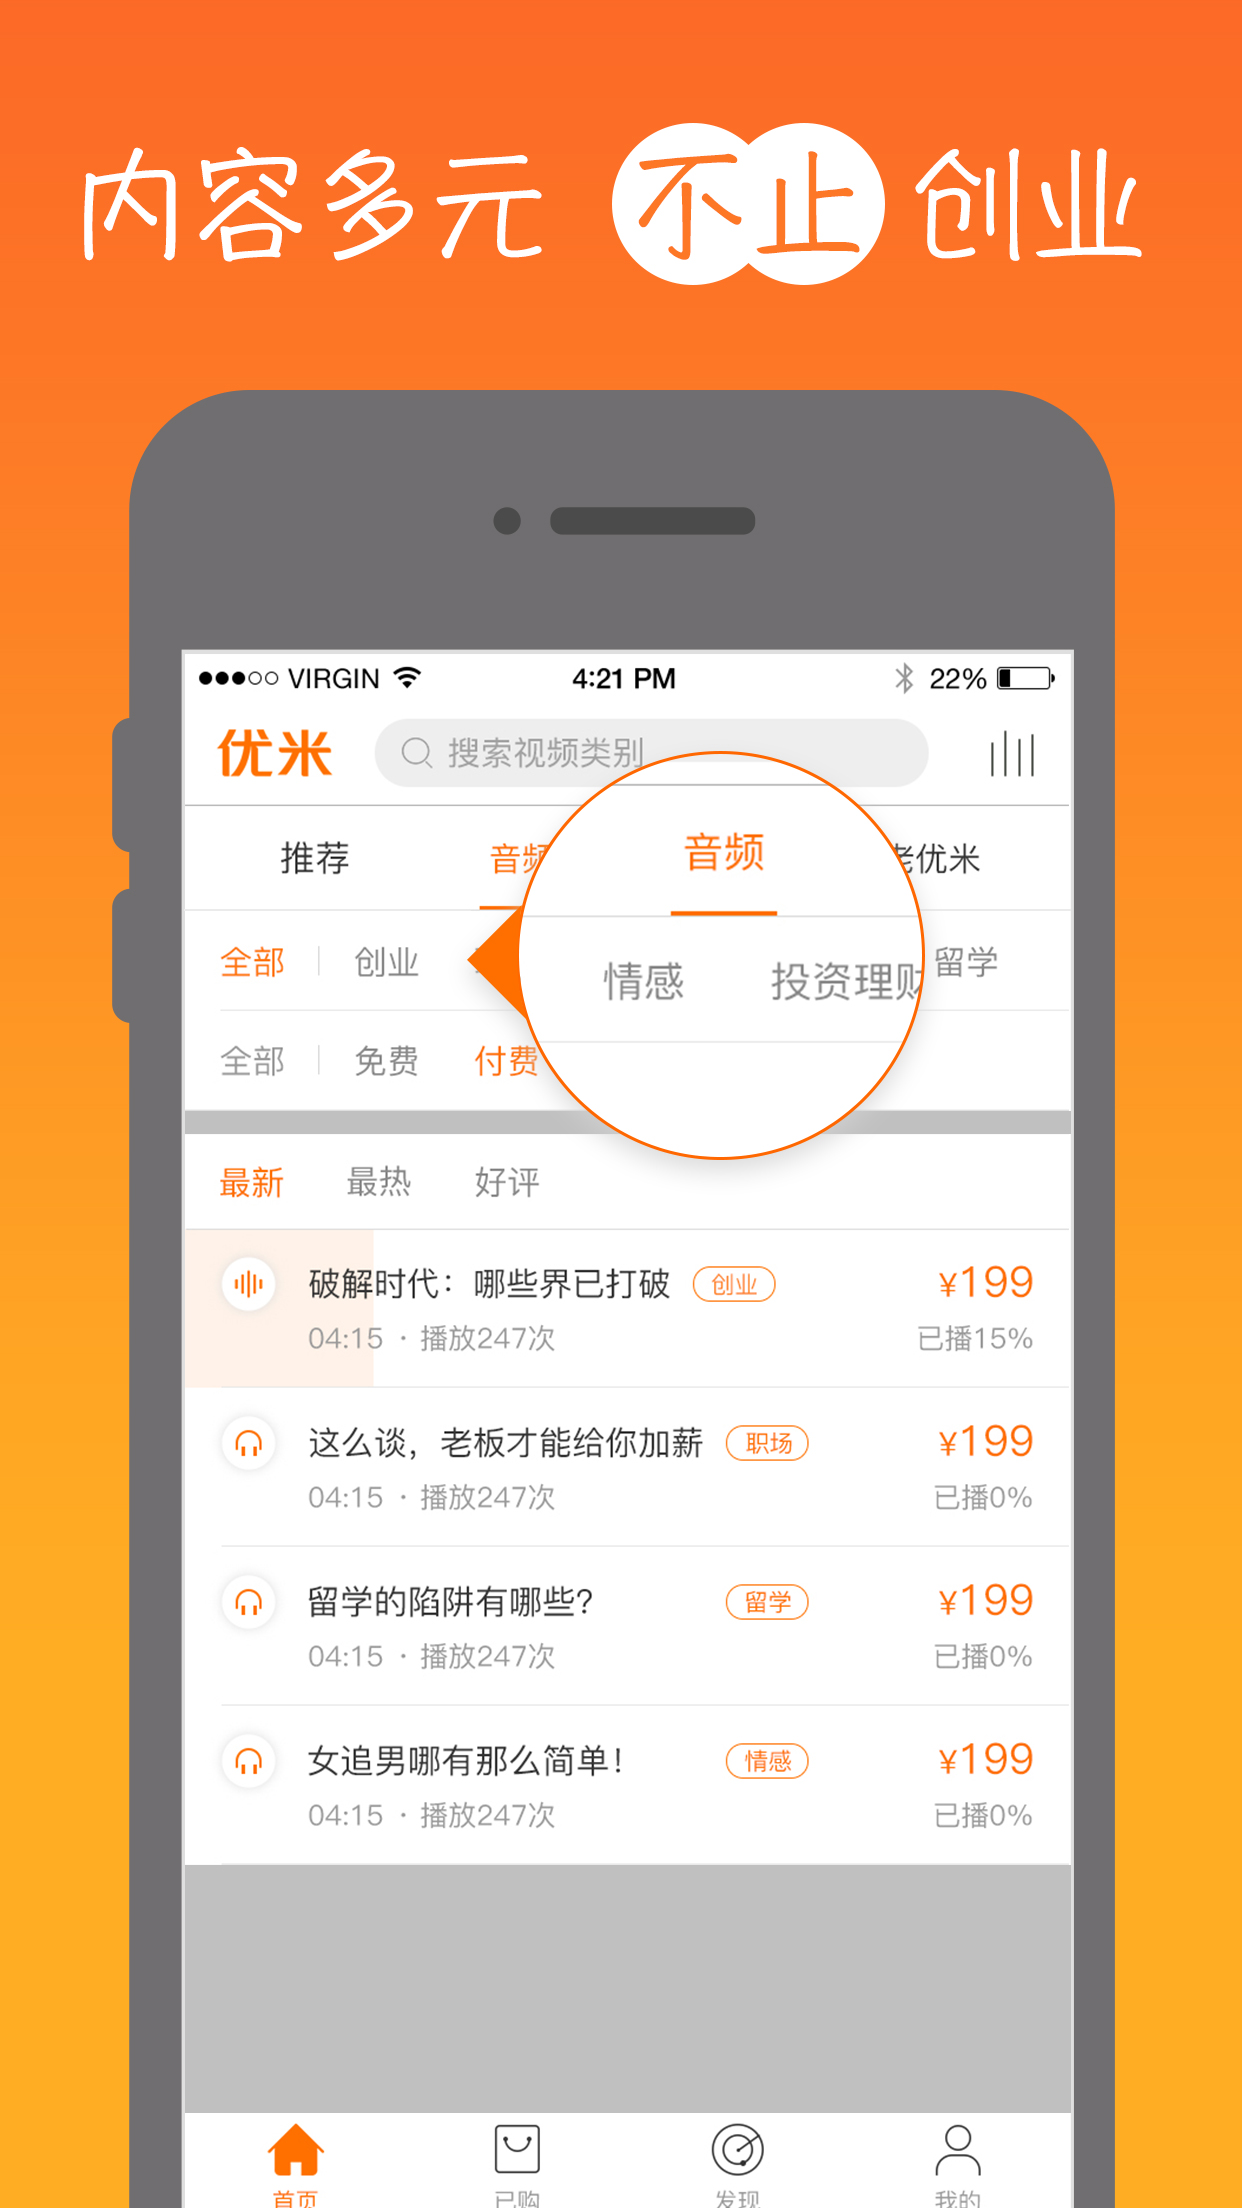 内容多元 不止创业
VIRGIN 4:21 PM 22%
优米 搜索视频类别
推荐 音频 老优米
音频
全部 创业 留学
情感 投资理财
全部 免费 付费
最新 最热 好评
破解时代：哪些界已打破 创业 ¥199
04:15 · 播放247次 已播15%
这么谈，老板才能给你加薪 职场 ¥199
04:15 · 播放247次 已播0%
留学的陷阱有哪些？ 留学 ¥199
04:15 · 播放247次 已播0%
女追男哪有那么简单！ 情感 ¥199
04:15 · 播放247次 已播0%
首页 已购 发现 我的